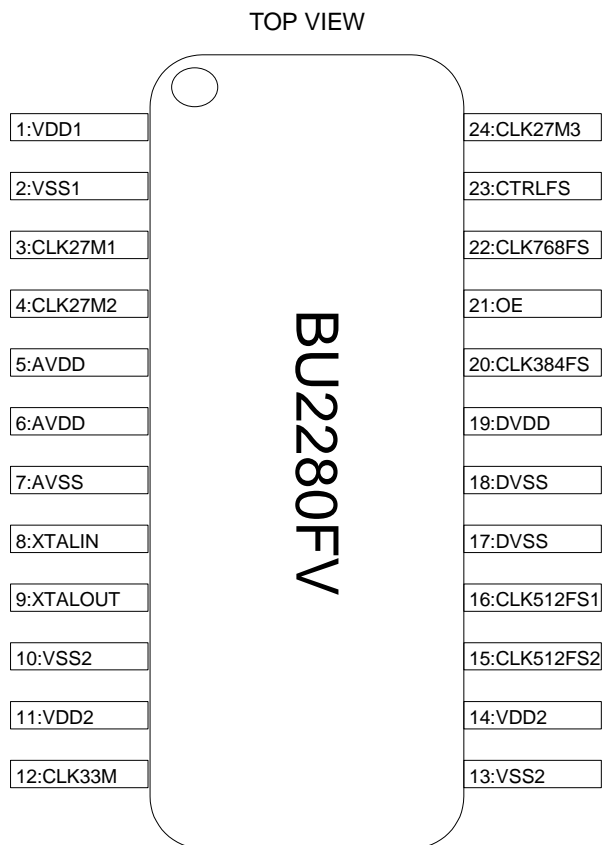 TOP VIEW
1:VDD1
2:VSS1
3:CLK27M1
4:CLK27M2
5:AVDD
6:AVDD
7:AVSS
8:XTALIN
9:XTALOUT
10:VSS2
11:VDD2
12:CLK33M
BU2280FV
24:CLK27M3
23:CTRLFS
22:CLK768FS
21:OE
20:CLK384FS
19:DVDD
18:DVSS
17:DVSS
16:CLK512FS1
15:CLK512FS2
14:VDD2
13:VSS2